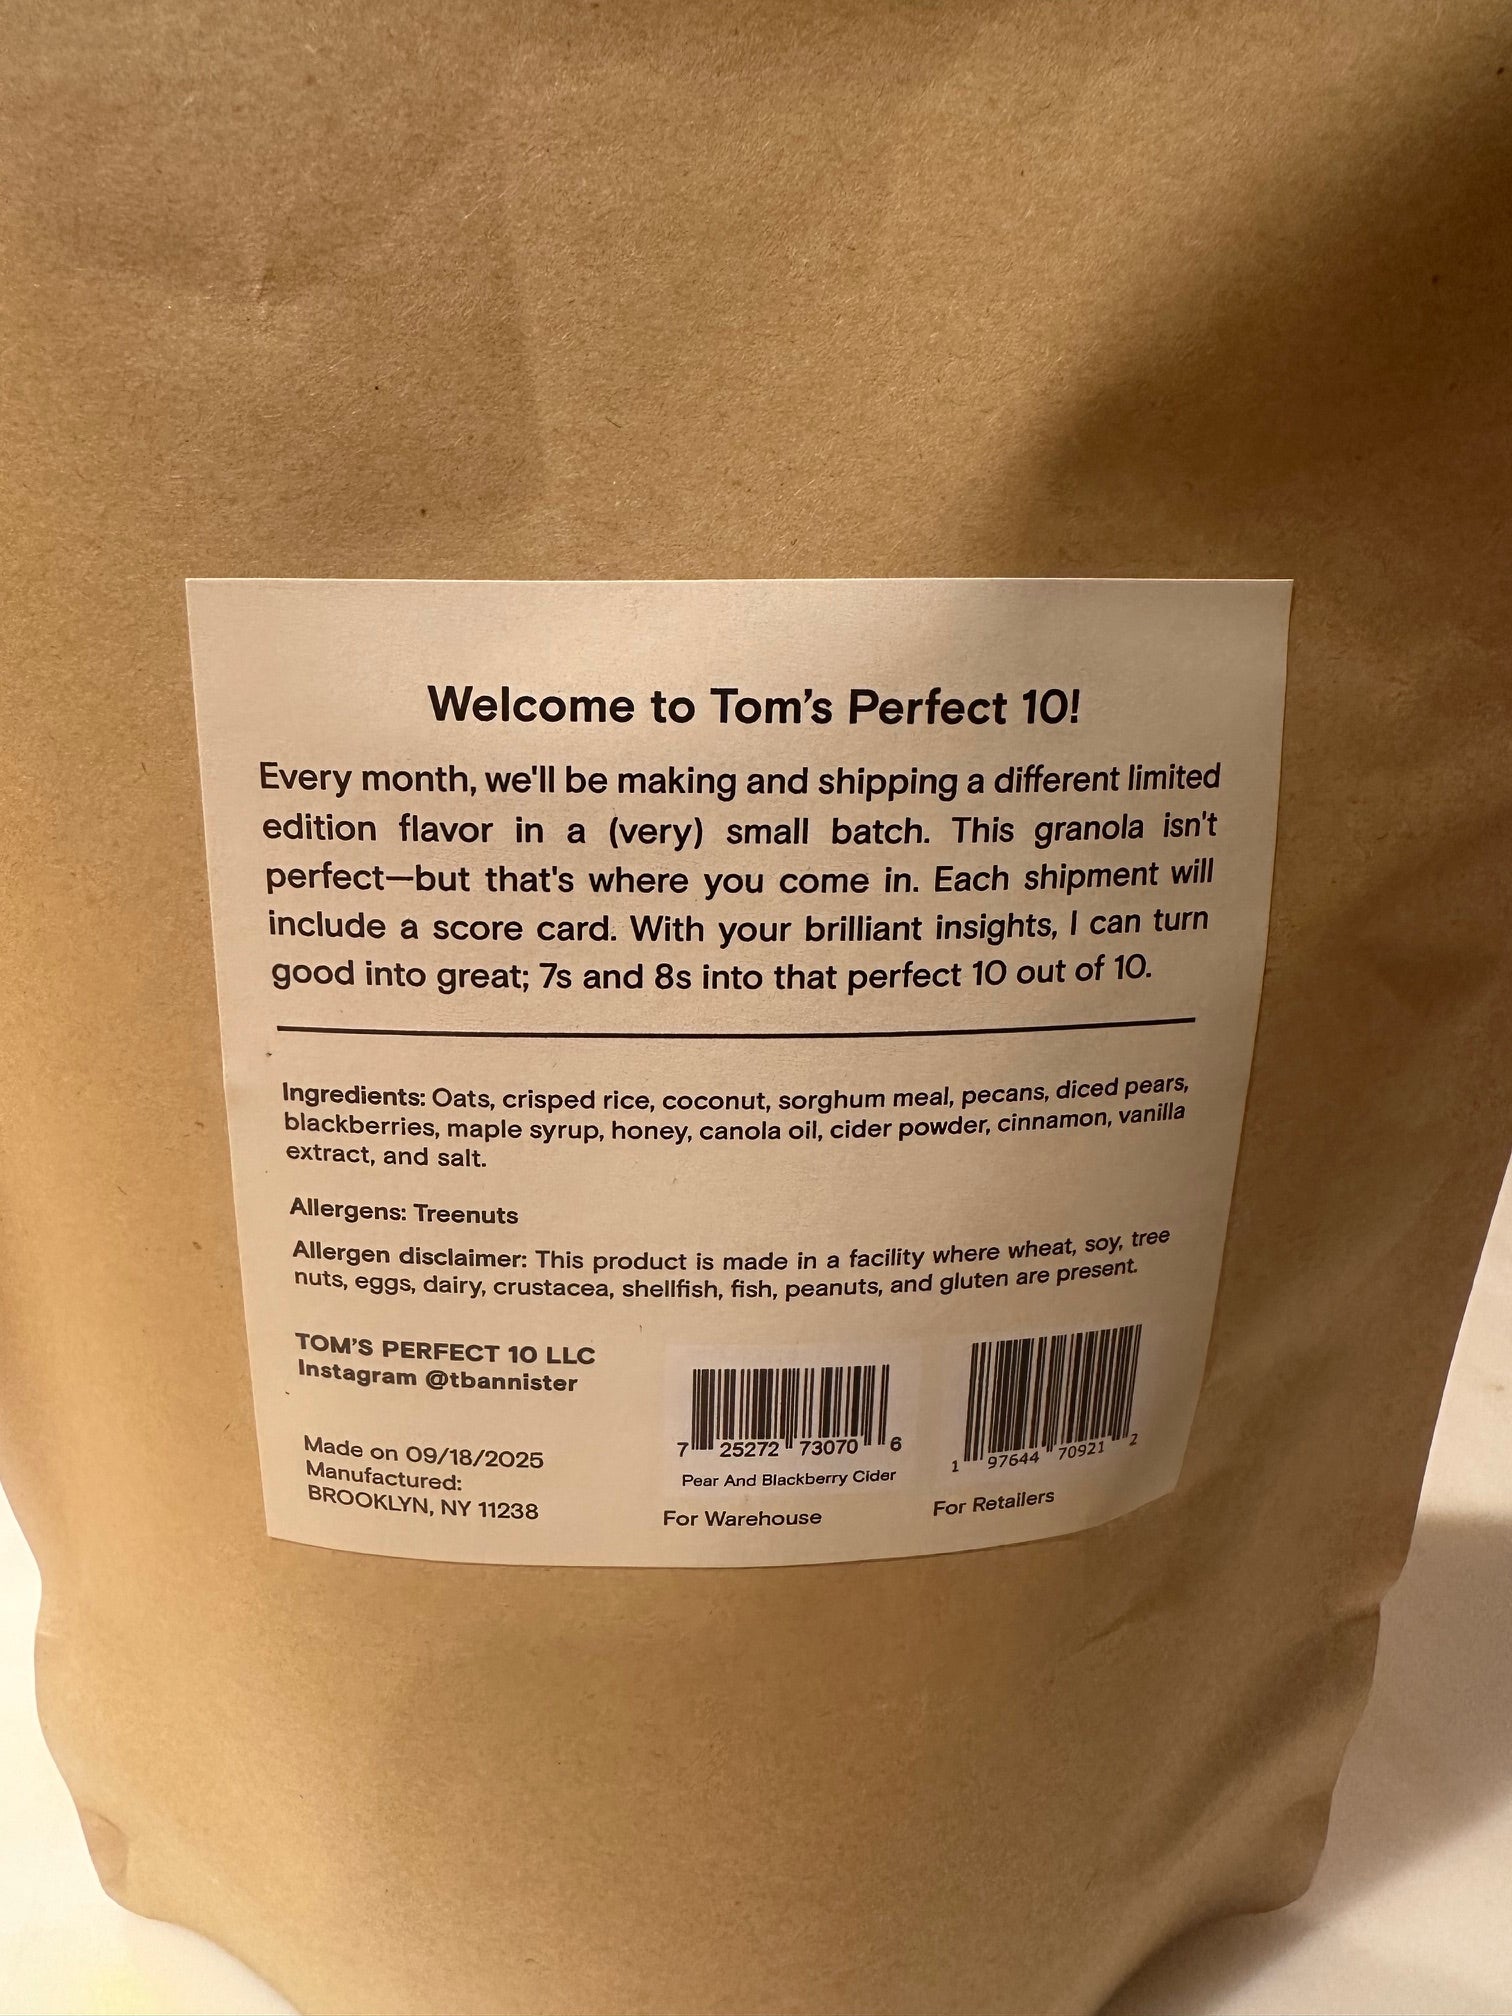 Welcome to Tom's Perfect 10!
Every month, we'll be making and shipping a different limited
edition flavor in a (very) small batch. This granola isn't
perfect—but that's where you come in. Each shipment will
include a score card. With your brilliant insights, I can turn
good into great; 7s and 8s into that perfect 10 out of 10.
Ingredients: Oats, crisped rice, coconut, sorghum meal, pecans, diced pears,
blackberries, maple syrup, honey, canola oil, cider powder, cinnamon, vanilla
extract, and salt.
Allergens: Treenuts
Allergen disclaimer: This product is made in a facility where wheat, soy, tree
nuts, eggs, dairy, crustacea, shellfish, fish, peanuts, and gluten are present.
TOM'S PERFECT 10 LLC
Instagram @tbannister
Made on 09/18/2025
Manufactured:
BROOKLYN, NY 11238
7 25272 73070 6
Pear And Blackberry Cider
For Warehouse
1 97644 70921 2
For Retailers